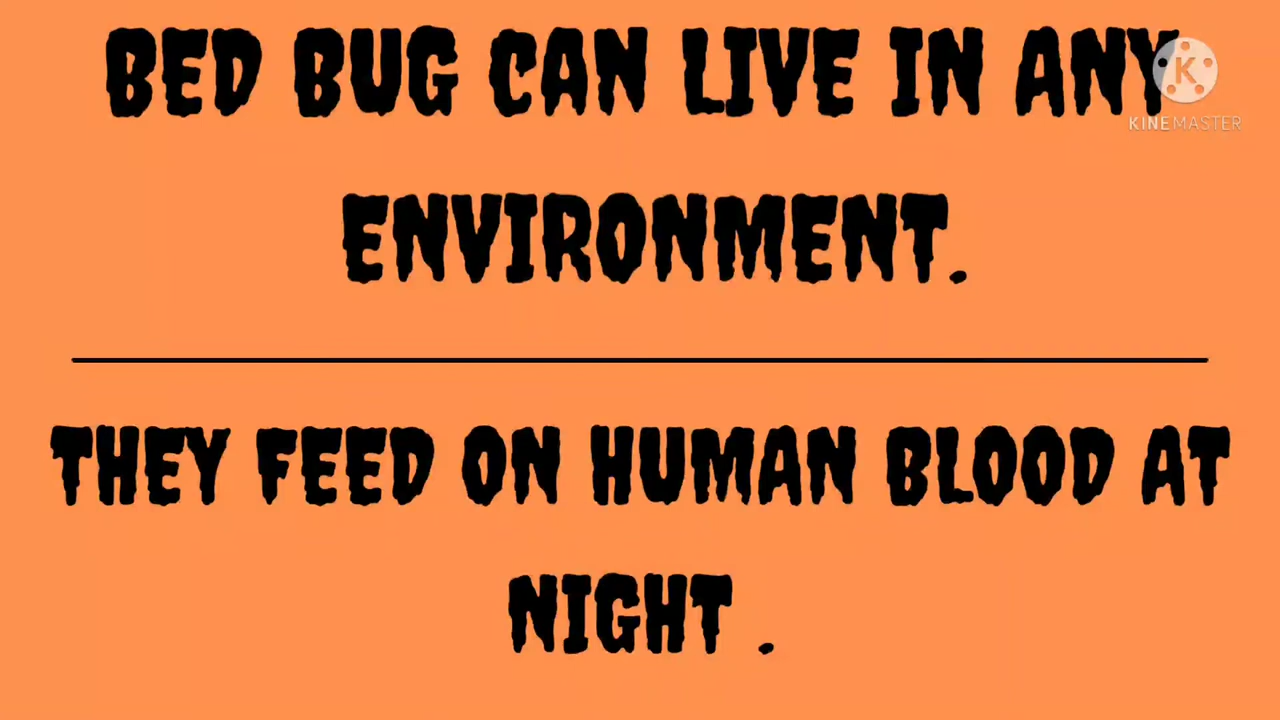 BED BUG CAN LIVE IN ANY
KINEMASTER
ENVIRONMENT.
THEY FEED ON HUMAN BLOOD AT
NIGHT .